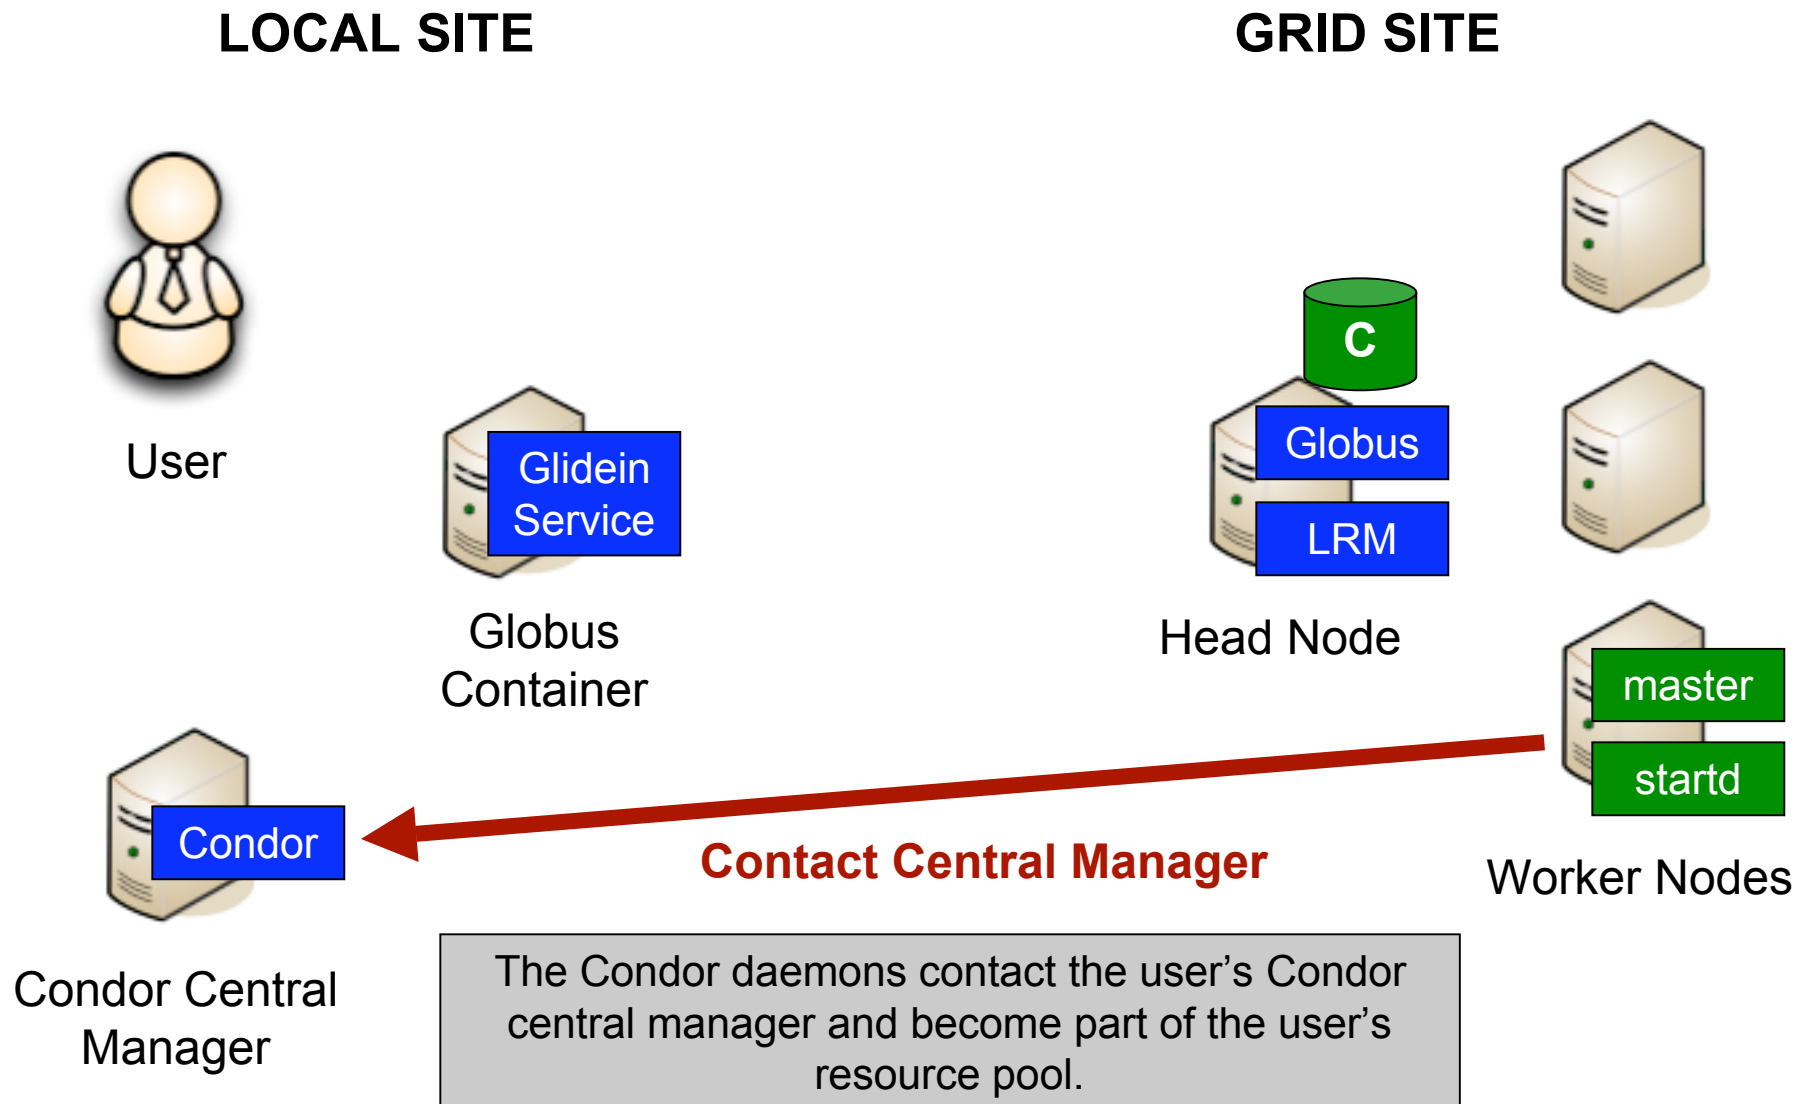 LOCAL SITE
GRID SITE
User
Glidein
Service
Globus
Container
C
Globus
LRM
Head Node
master
startd
Worker Nodes
Condor
Condor Central
Manager
Contact Central Manager
The Condor daemons contact the user’s Condor
central manager and become part of the user’s
resource pool.